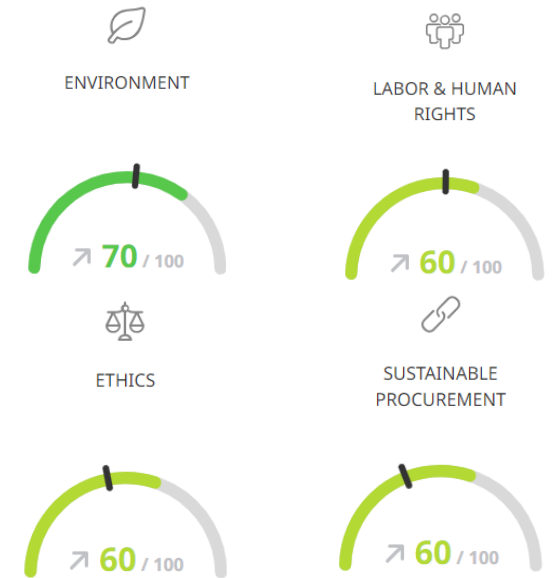 ENVIRONMENT
LABOR & HUMAN
RIGHTS
70 / 100
60 / 100
ETHICS
SUSTAINABLE
PROCUREMENT
60 / 100
60 / 100